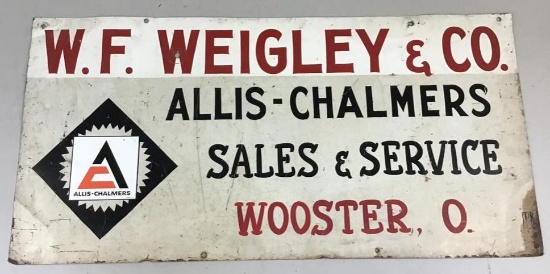 W.F. WEIGLEY & CO.
ALLIS-CHALMERS
SALES & SERVICE
WOOSTER, O.
A
ALLIS-CHALMERS